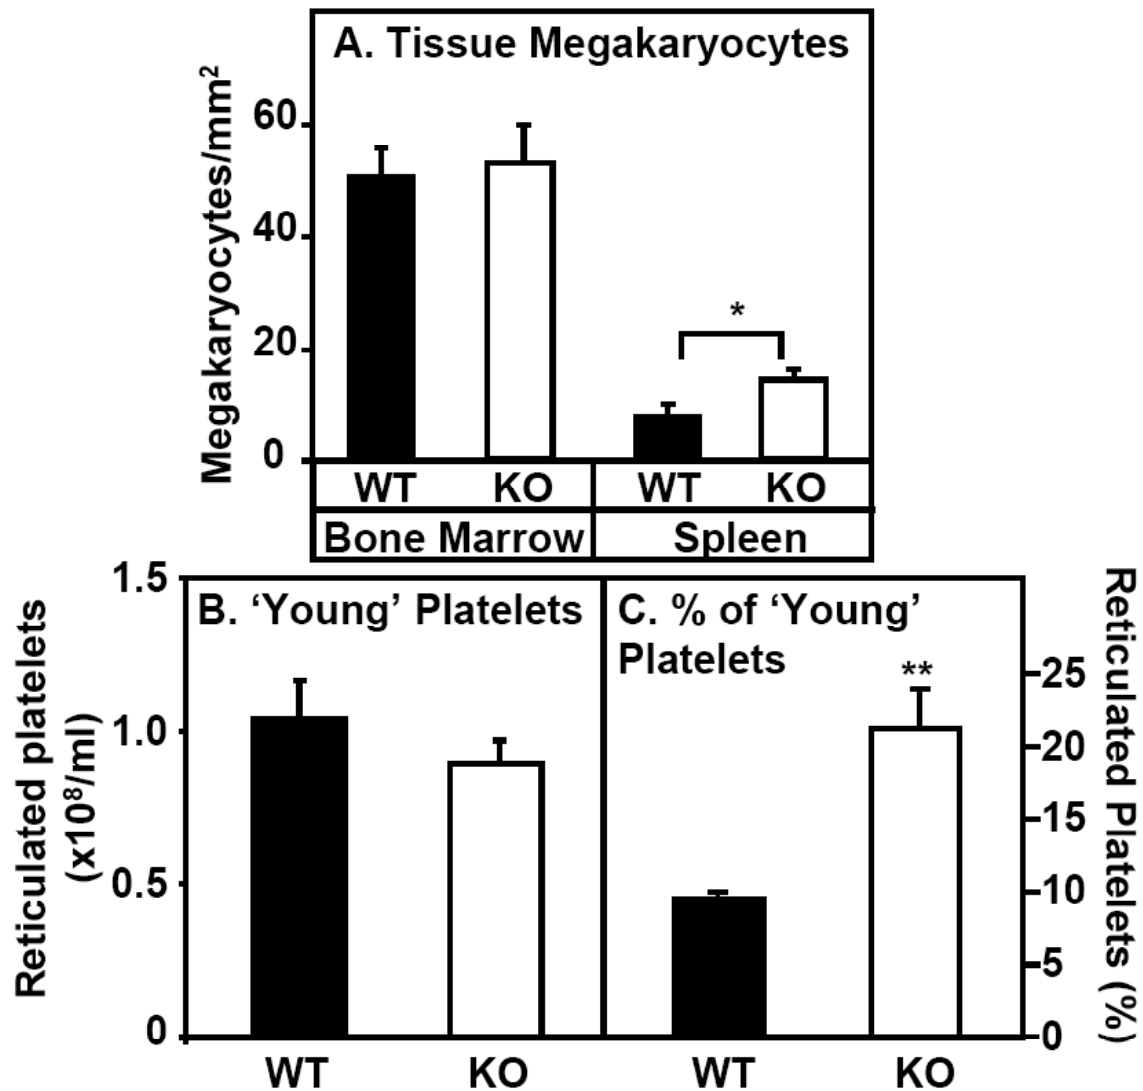 A. Tissue Megakaryocytes
Megakaryocytes/mm²
60
40
20
0
*
WT KO WT KO
Bone Marrow Spleen
B. ‘Young’ Platelets
Reticulated platelets
(x10⁸/ml)
1.5
1.0
0.5
0
WT KO
C. % of ‘Young’
Platelets
**
25
20
15
10
5
0
Reticulated Platelets (%)
WT KO